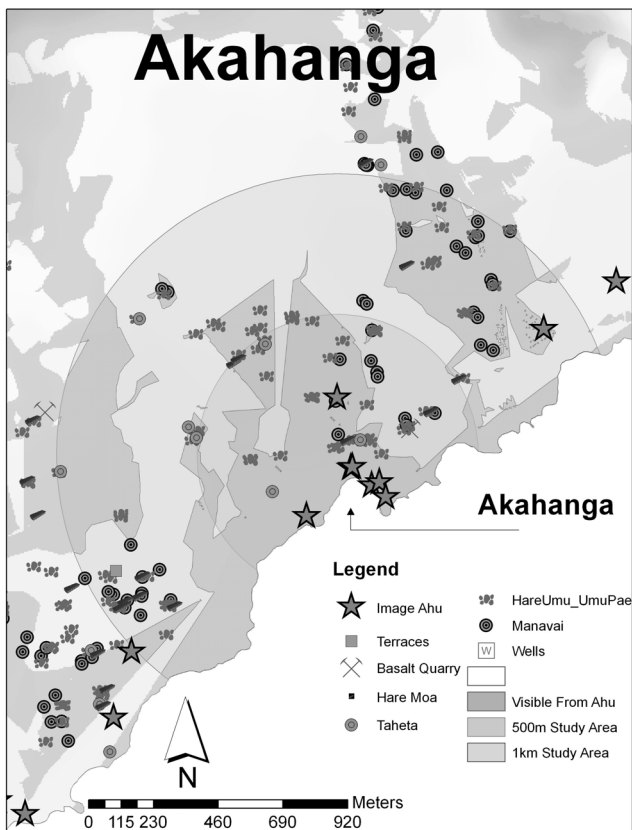 Akahanga
Akahanga
Legend
Image Ahu
Terraces
Basalt Quarry
Hare Moa
Taheta
HareUmu_UmuPae
Manavai
W Wells
Visible From Ahu
500m Study Area
1km Study Area
N
Meters
0 115 230 460 690 920